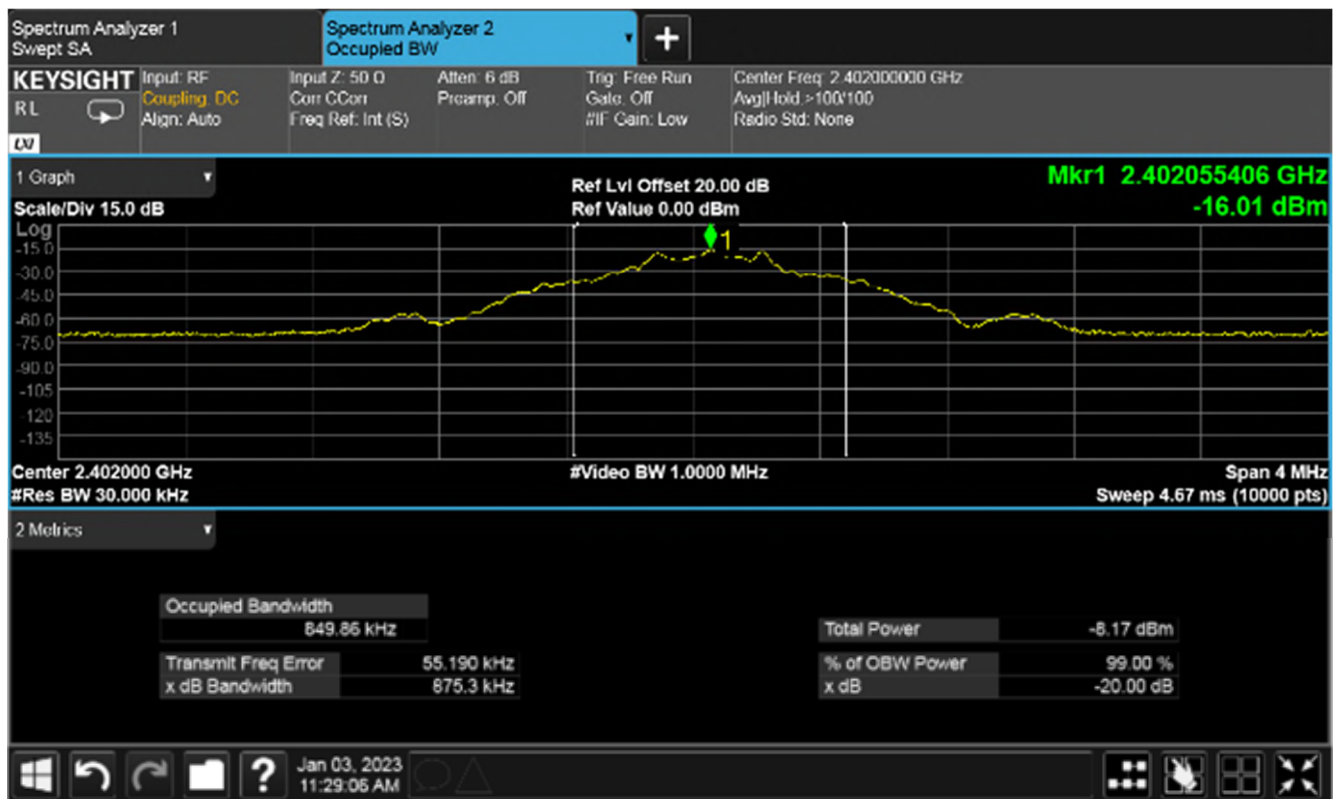 Spectrum Analyzer 1
Swept SA
Spectrum Analyzer 2
Occupied BW
KEYSIGHT
RL
LXI
Input: RF
Coupling: DC
Align: Auto
Input Z: 50 Ω
Corr CCorr
Freq Ref: Int (S)
Atten: 6 dB
Preamp: Off
Trig: Free Run
Gate: Off
#IF Gain: Low
Center Freq: 2.402000000 GHz
Avg|Hold:>100/100
Radio Std: None
1 Graph
Scale/Div 15.0 dB
Ref Lvl Offset 20.00 dB
Ref Value 0.00 dBm
Mkr1 2.402055406 GHz
-16.01 dBm
Log
-15.0
-30.0
-45.0
-60.0
-75.0
-90.0
-105
-120
-135
1
Center 2.402000 GHz
#Res BW 30.000 kHz
#Video BW 1.0000 MHz
Span 4 MHz
Sweep 4.67 ms (10000 pts)
2 Metrics
Occupied Bandwidth
849.86 kHz
Transmit Freq Error 55.190 kHz
x dB Bandwidth 875.3 kHz
Total Power -8.17 dBm
% of OBW Power 99.00 %
x dB -20.00 dB
?
Jan 03, 2023
11:29:06 AM